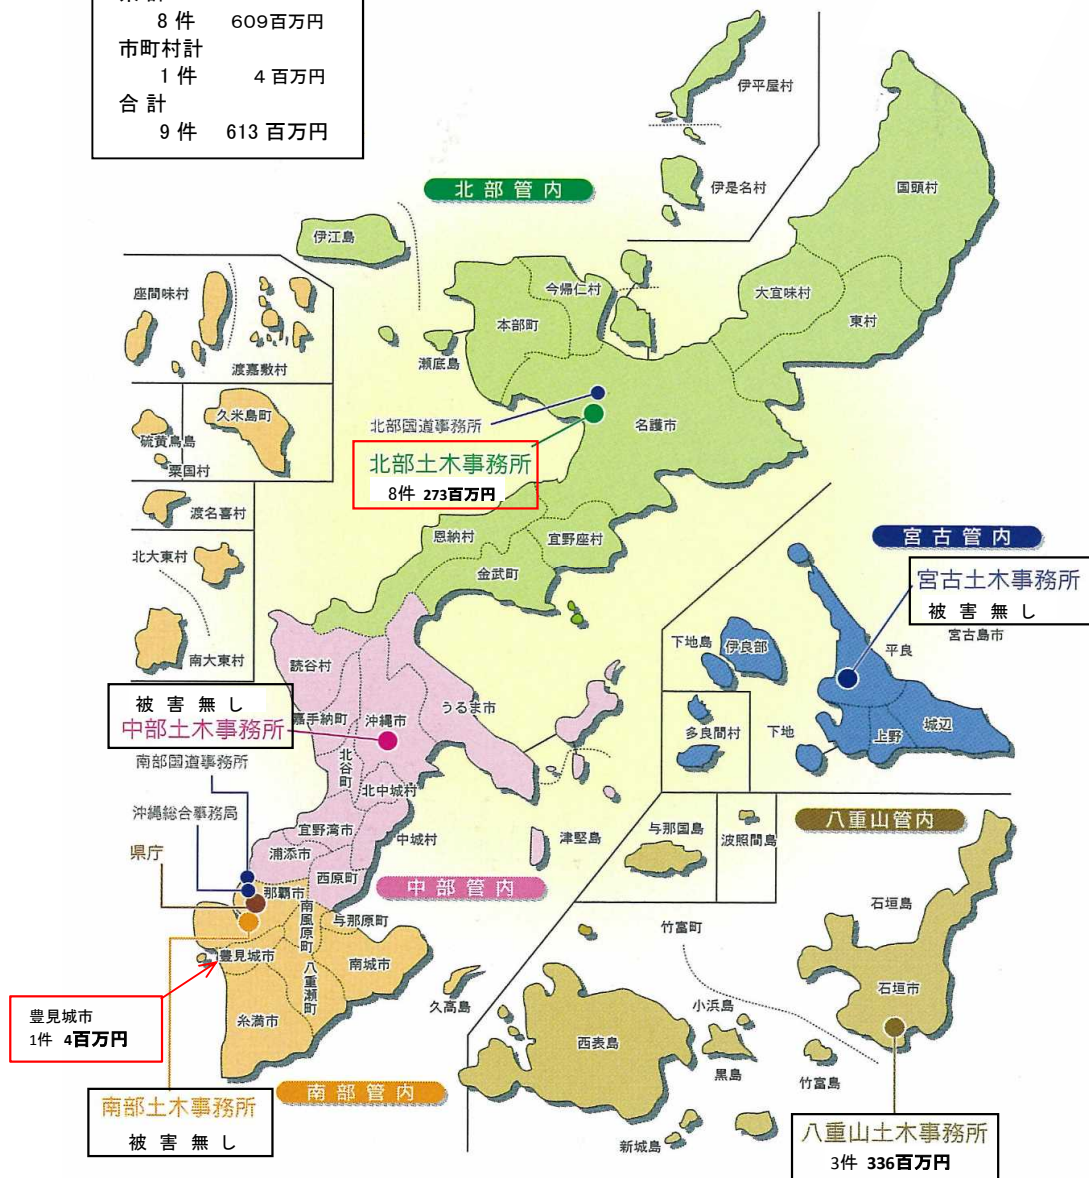 8 件 609百万円
市町村計
1 件 4 百万円
合 計
9 件 613 百万円
伊平屋村
伊是名村
国頭村
北 部 管 内
伊江島
今帰仁村
大宜味村
座間味村
本部町
東村
渡嘉敷村
瀬底島
久米島町
北部国道事務所
名護市
硫黄鳥島
粟国村
北部土木事務所
8件 273百万円
渡名喜村
恩納村
宜野座村
北大東村
金武町
宮 古 管 内
宮古土木事務所
被 害 無 し
宮古島市
下地島
伊良部
平良
南大東村
読谷村
被 害 無 し
中部土木事務所
嘉手納町
沖縄市
うるま市
多良間村
下地
上野
城辺
南部国道事務所
北谷町
北中城村
沖縄総合事務局
宜野湾市
中城村
津堅島
与那国島
波照間島
八重山管内
県庁
浦添市
西原町
中 部 管 内
那覇市
南風原町
与那原町
石垣島
竹富町
豊見城市
八重瀬町
南城市
久高島
石垣市
豊見城市
1件 4百万円
糸満市
小浜島
西表島
黒島
竹富島
南 部 管 内
南部土木事務所
被 害 無 し
新城島
八重山土木事務所
3件 336百万円